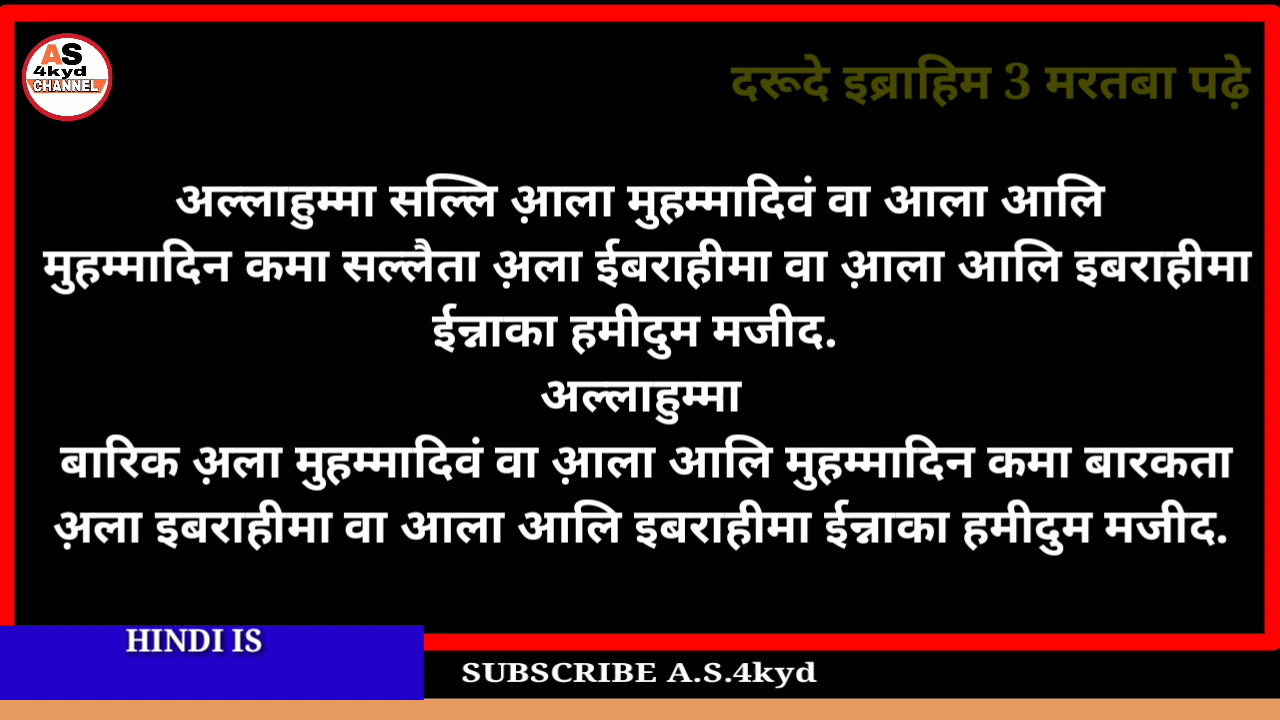 AS
4kyd
CHANNEL
दरूदे इब्राहिम 3 मरतबा पढ़े
अल्लाहुम्मा सल्लि आ़ला मुहम्मादिवं वा आला आलि
मुहम्मादिन कमा सल्लैता अ़ला ईबराहीमा वा आ़ला आलि इबराहीमा
ईन्नाका हमीदुम मजीद.
अल्लाहुम्मा
बारिक अ़ला मुहम्मादिवं वा आ़ला आलि मुहम्मादिन कमा बारकता
अ़ला इबराहीमा वा आला आलि इबराहीमा ईन्नाका हमीदुम मजीद.
HINDI IS
SUBSCRIBE A.S.4kyd